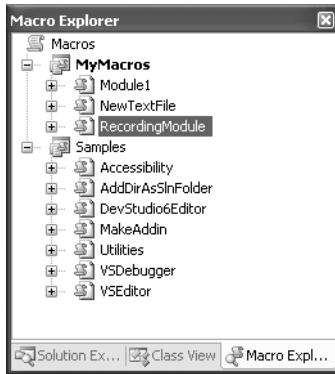 Macro Explorer
Macros
MyMacros
Module1
NewTextFile
RecordingModule
Samples
Accessibility
AddDirAsSlnFolder
DevStudio6Editor
MakeAddin
Utilities
VSDebugger
VSEditor
Solution Ex... Class View Macro Expl...